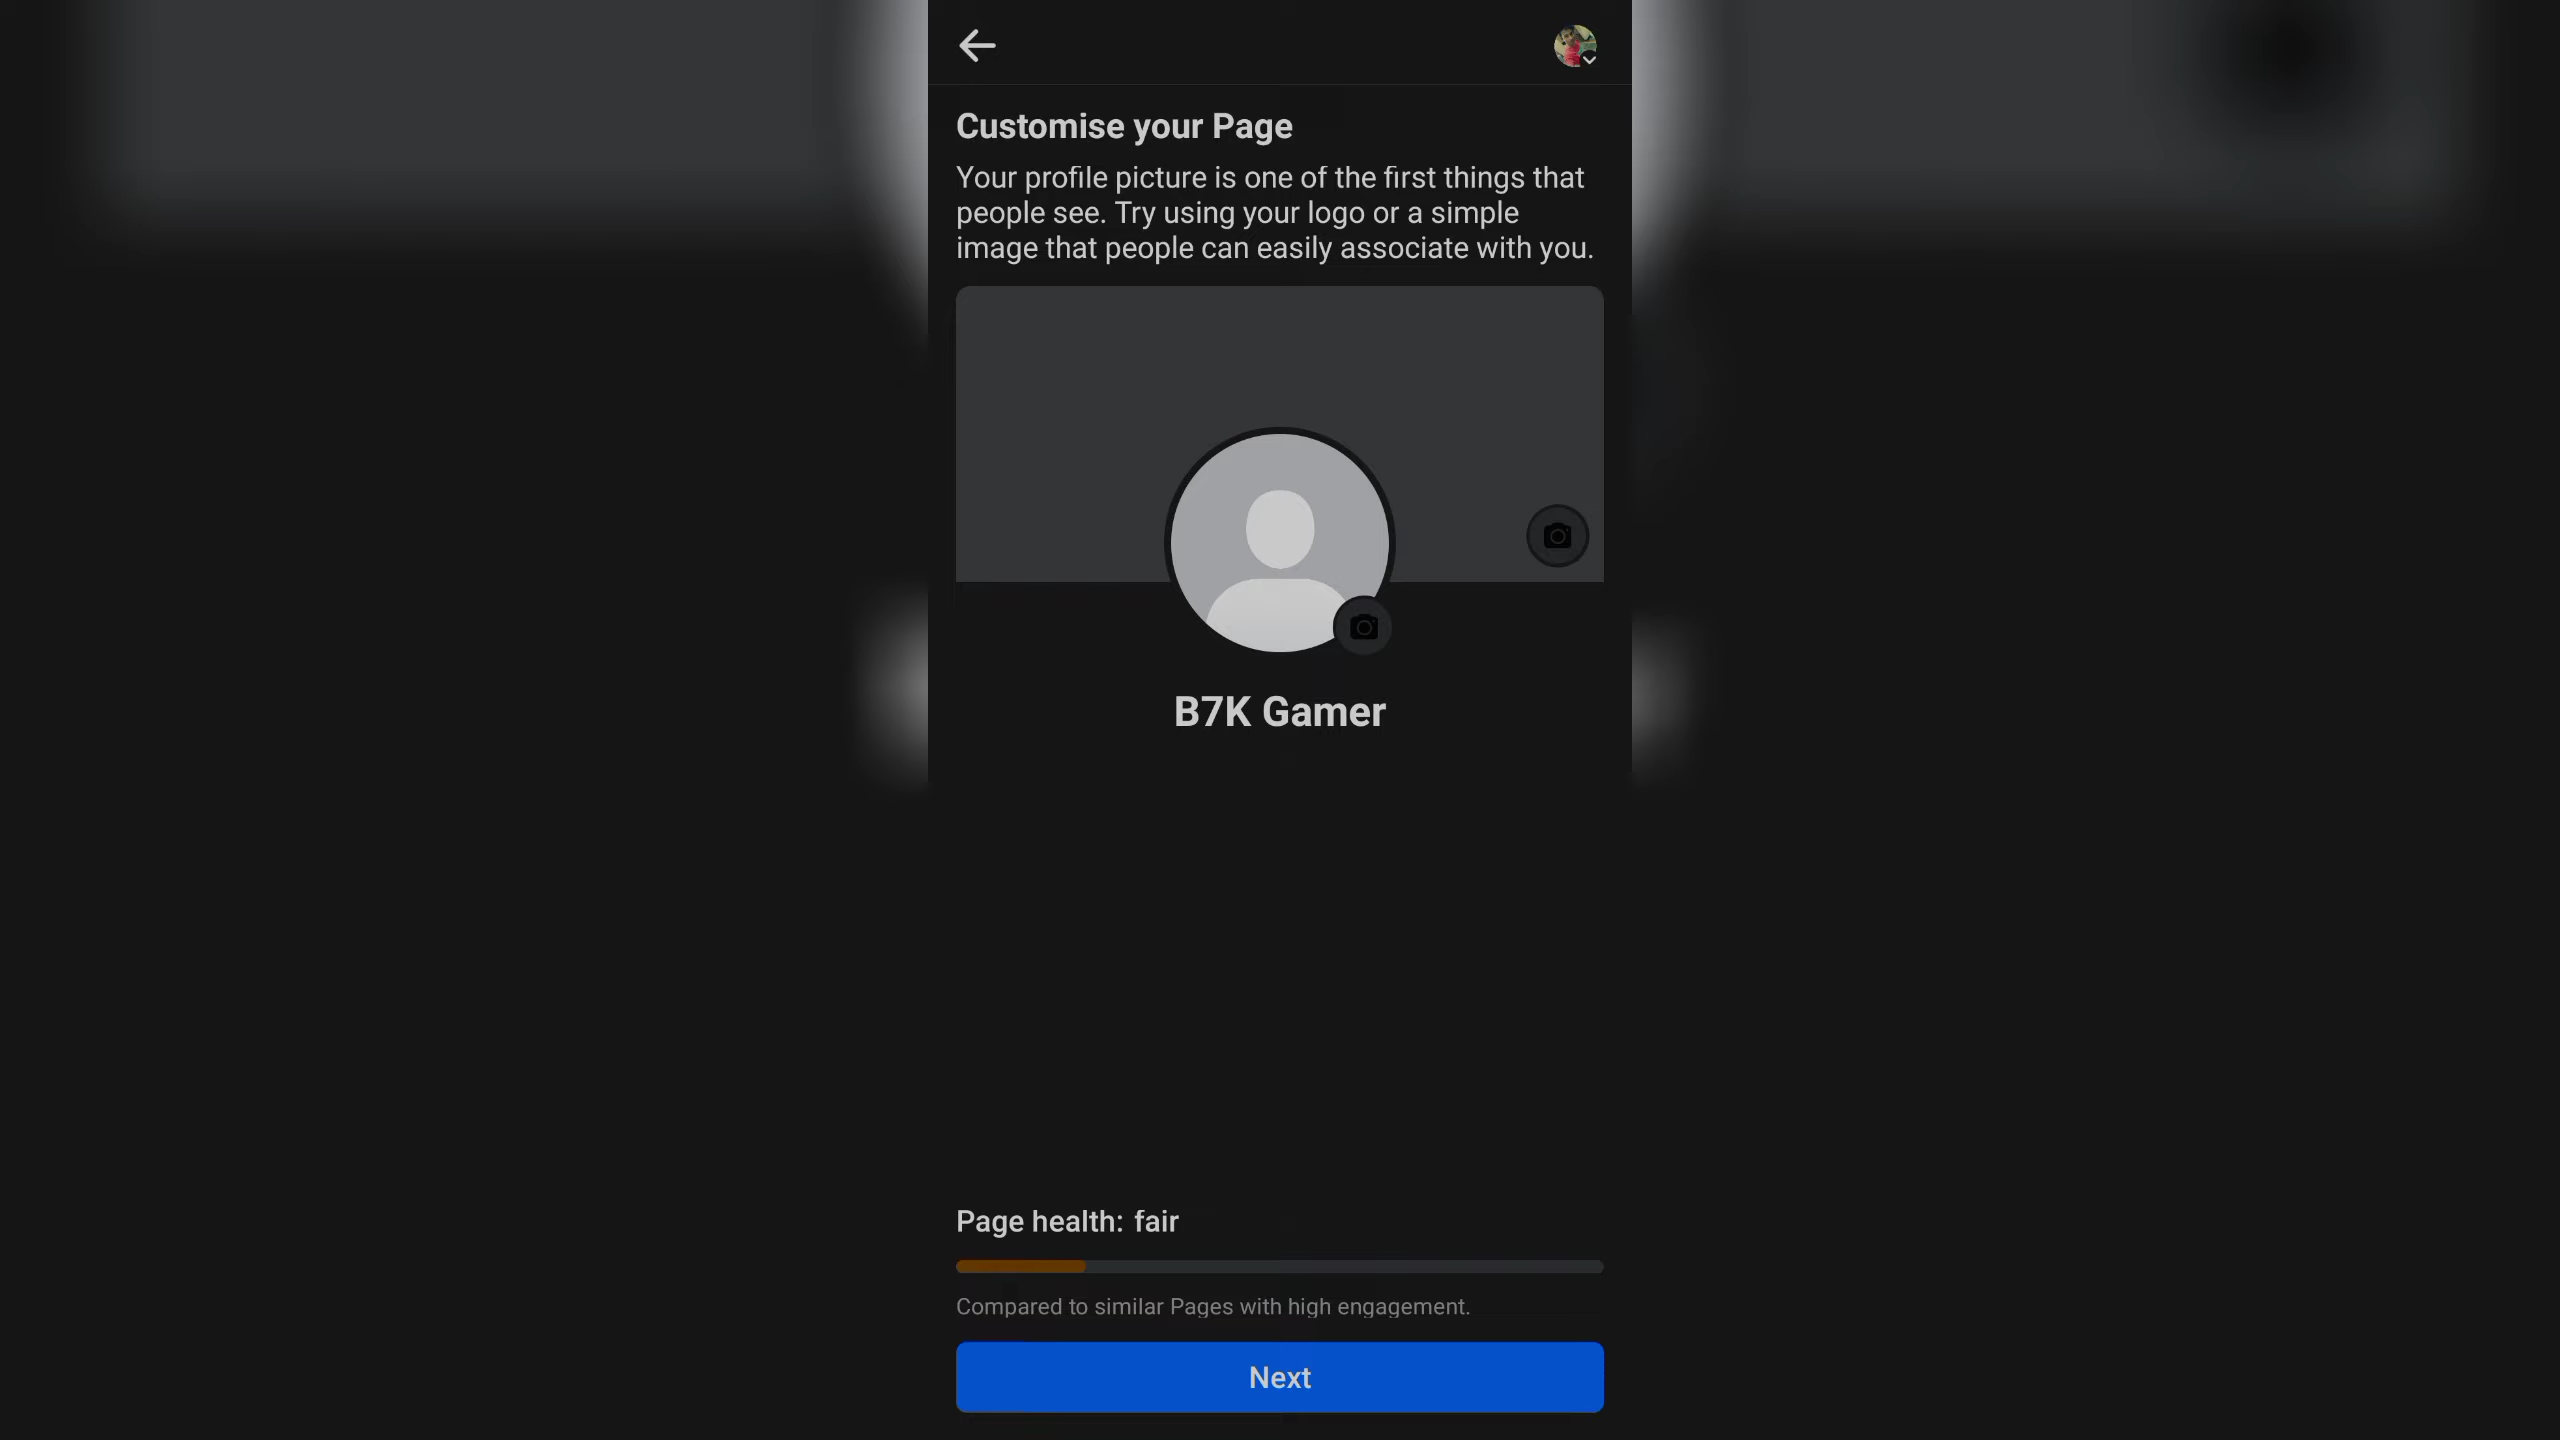 Customise your Page
Your profile picture is one of the first things that
people see. Try using your logo or a simple
image that people can easily associate with you.
B7K Gamer
Page health: fair
Compared to similar Pages with high engagement.
Next